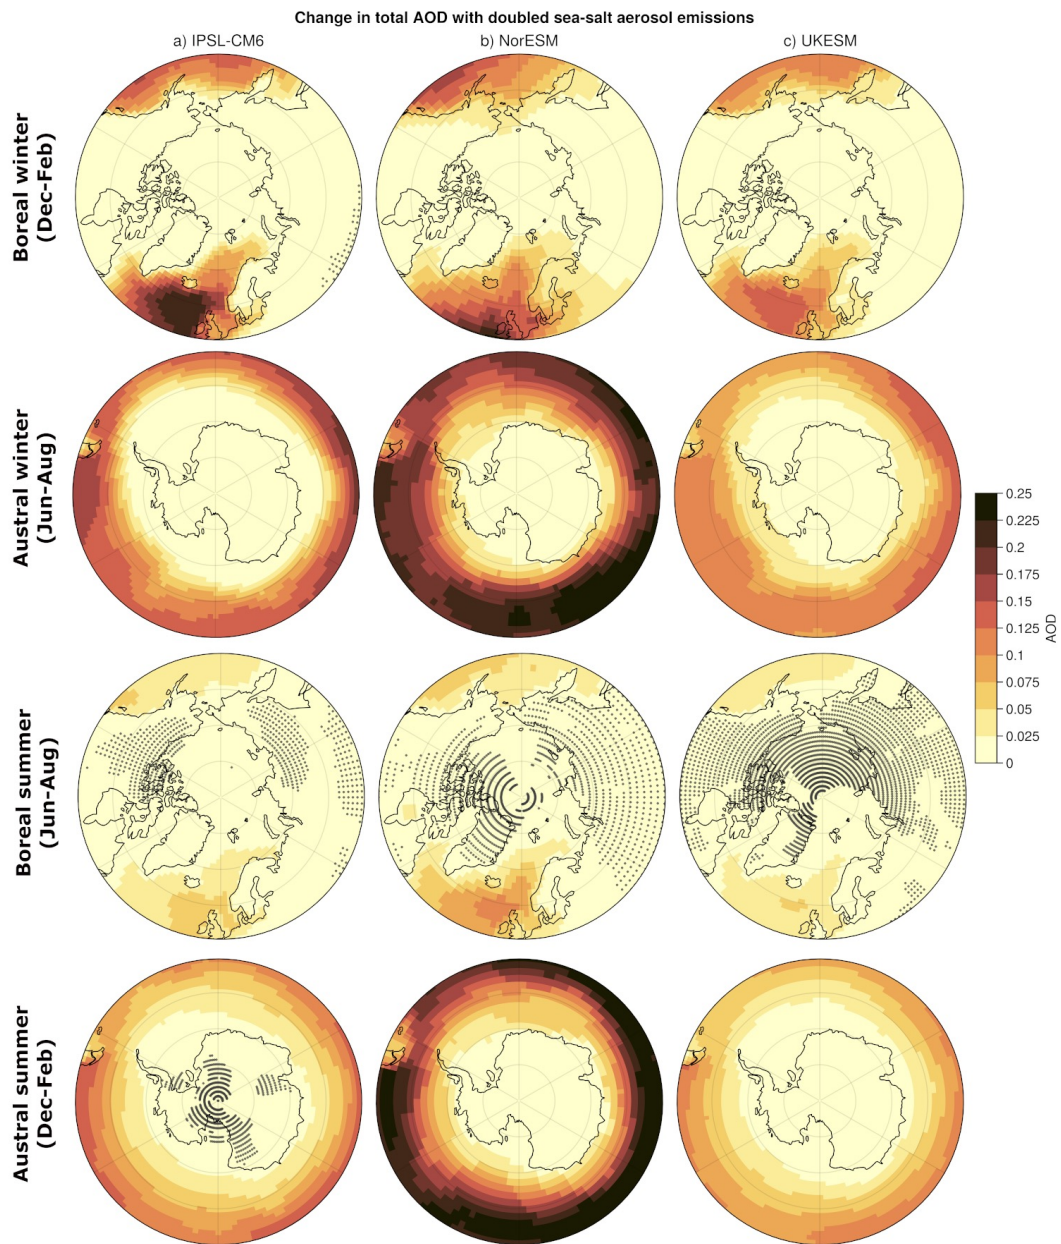 Change in total AOD with doubled sea-salt aerosol emissions
a) IPSL-CM6
b) NorESM
c) UKESM
Boreal winter
(Dec-Feb)
Austral winter
(Jun-Aug)
0.25
0.225
0.2
0.175
0.15
0.125
0.1
0.075
0.05
0.025
0
AOD
Boreal summer
(Jun-Aug)
Austral summer
(Dec-Feb)